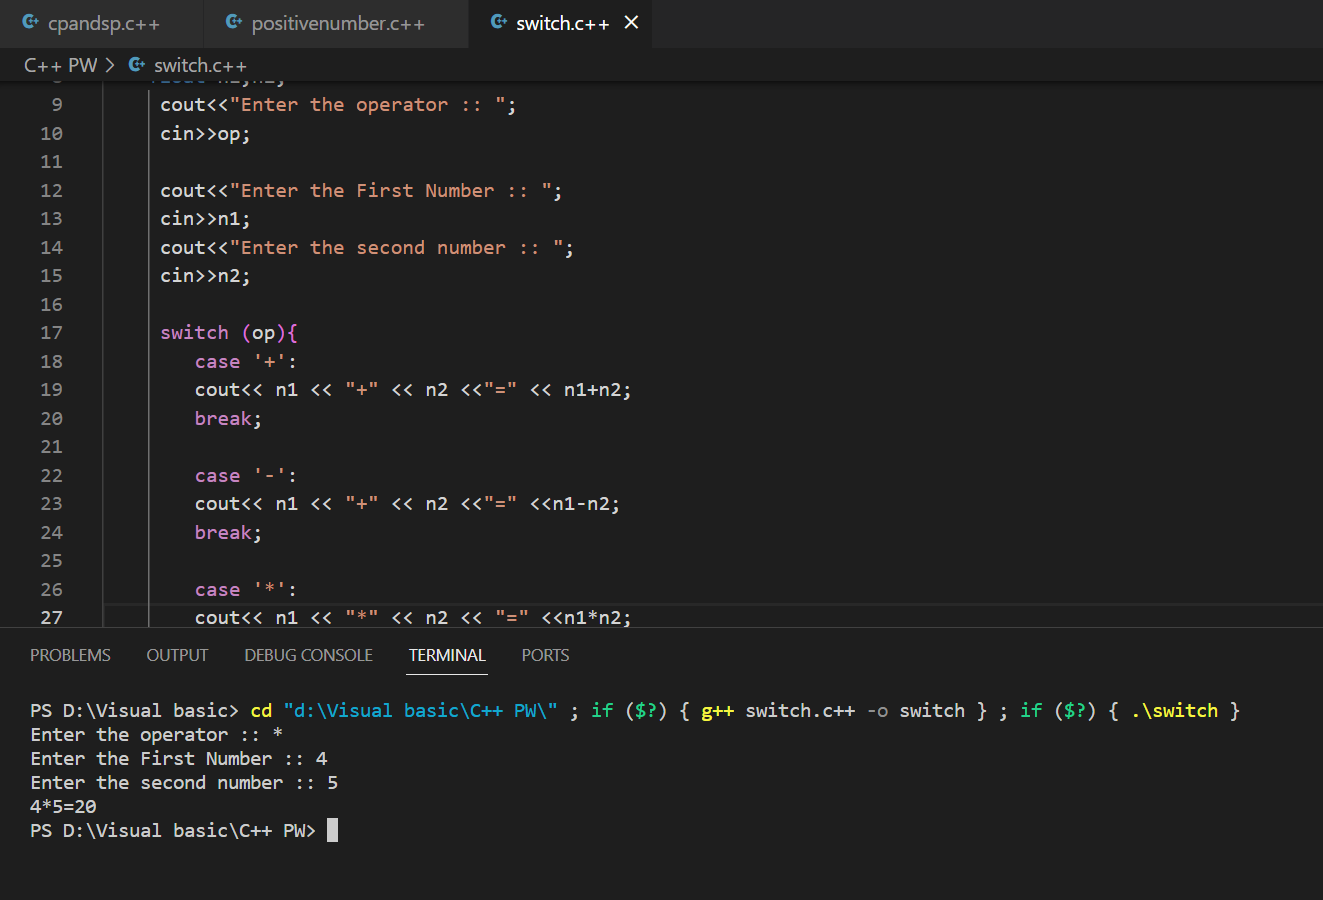 cpandsp.c++ positivenumber.c++ switch.c++
C++ PW > switch.c++
9 cout<<"Enter the operator :: ";
10 cin>>op;
11
12 cout<<"Enter the First Number :: ";
13 cin>>n1;
14 cout<<"Enter the second number :: ";
15 cin>>n2;
16
17 switch (op){
18 case '+':
19 cout<< n1 << "+" << n2 <<"=" << n1+n2;
20 break;
21
22 case '-':
23 cout<< n1 << "+" << n2 <<"=" <<n1-n2;
24 break;
25
26 case '*':
27 cout<< n1 << "*" << n2 << "=" <<n1*n2;
PROBLEMS OUTPUT DEBUG CONSOLE TERMINAL PORTS
PS D:\Visual basic> cd "d:\Visual basic\C++ PW\" ; if ($?) { g++ switch.c++ -o switch } ; if ($?) { .\switch }
Enter the operator :: *
Enter the First Number :: 4
Enter the second number :: 5
4*5=20
PS D:\Visual basic\C++ PW>